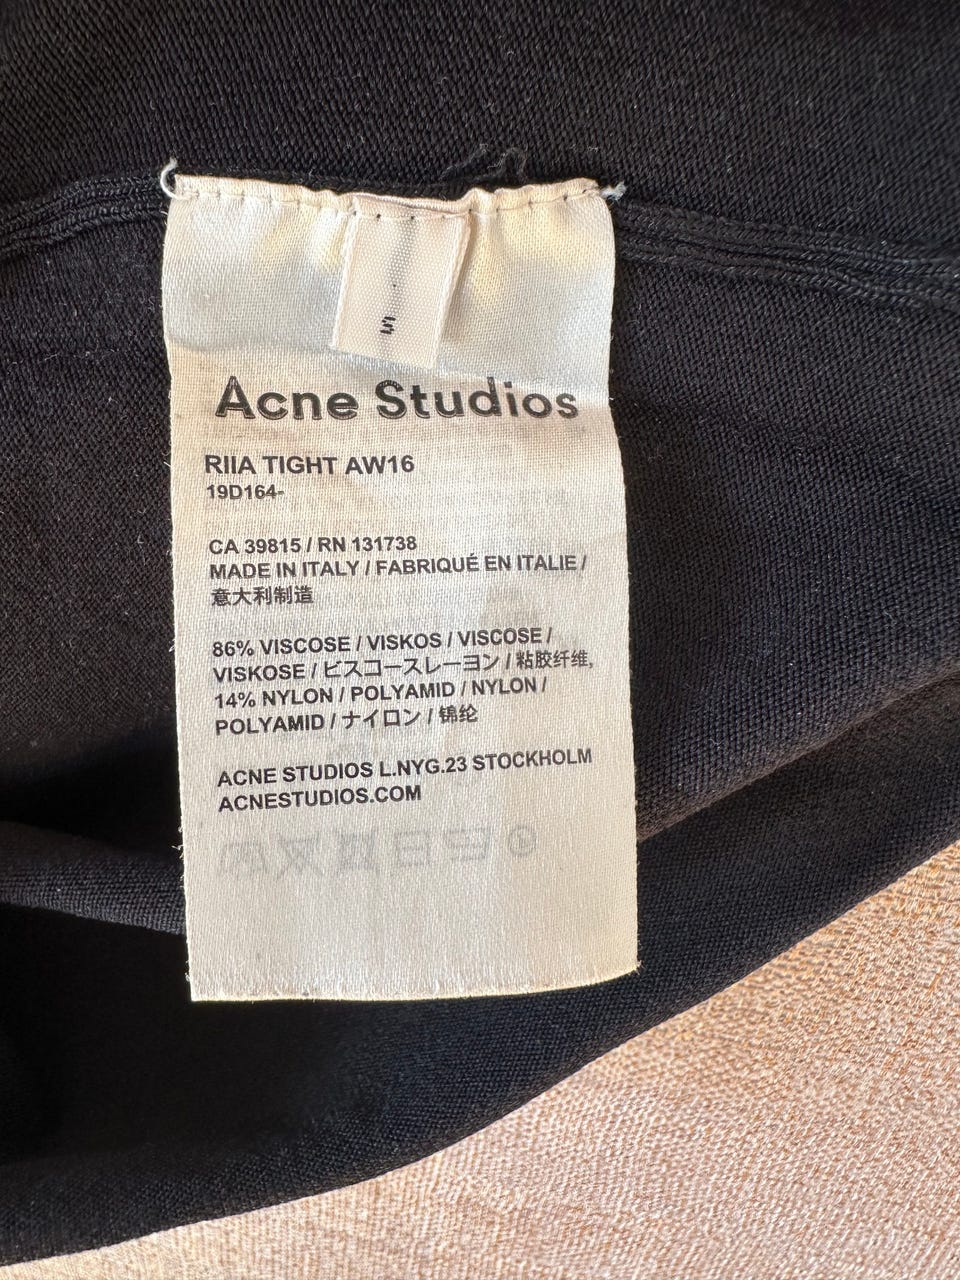 S
Acne Studios
RIIA TIGHT AW16
19D164-
CA 39815 / RN 131738
MADE IN ITALY / FABRIQUÉ EN ITALIE /
意大利制造
86% VISCOSE / VISKOS / VISCOSE /
VISKOSE / ビスコースレーヨン / 粘胶纤维,
14% NYLON / POLYAMID / NYLON /
POLYAMID / ナイロン / 锦纶
ACNE STUDIOS L.NYG.23 STOCKHOLM
ACNESTUDIOS.COM